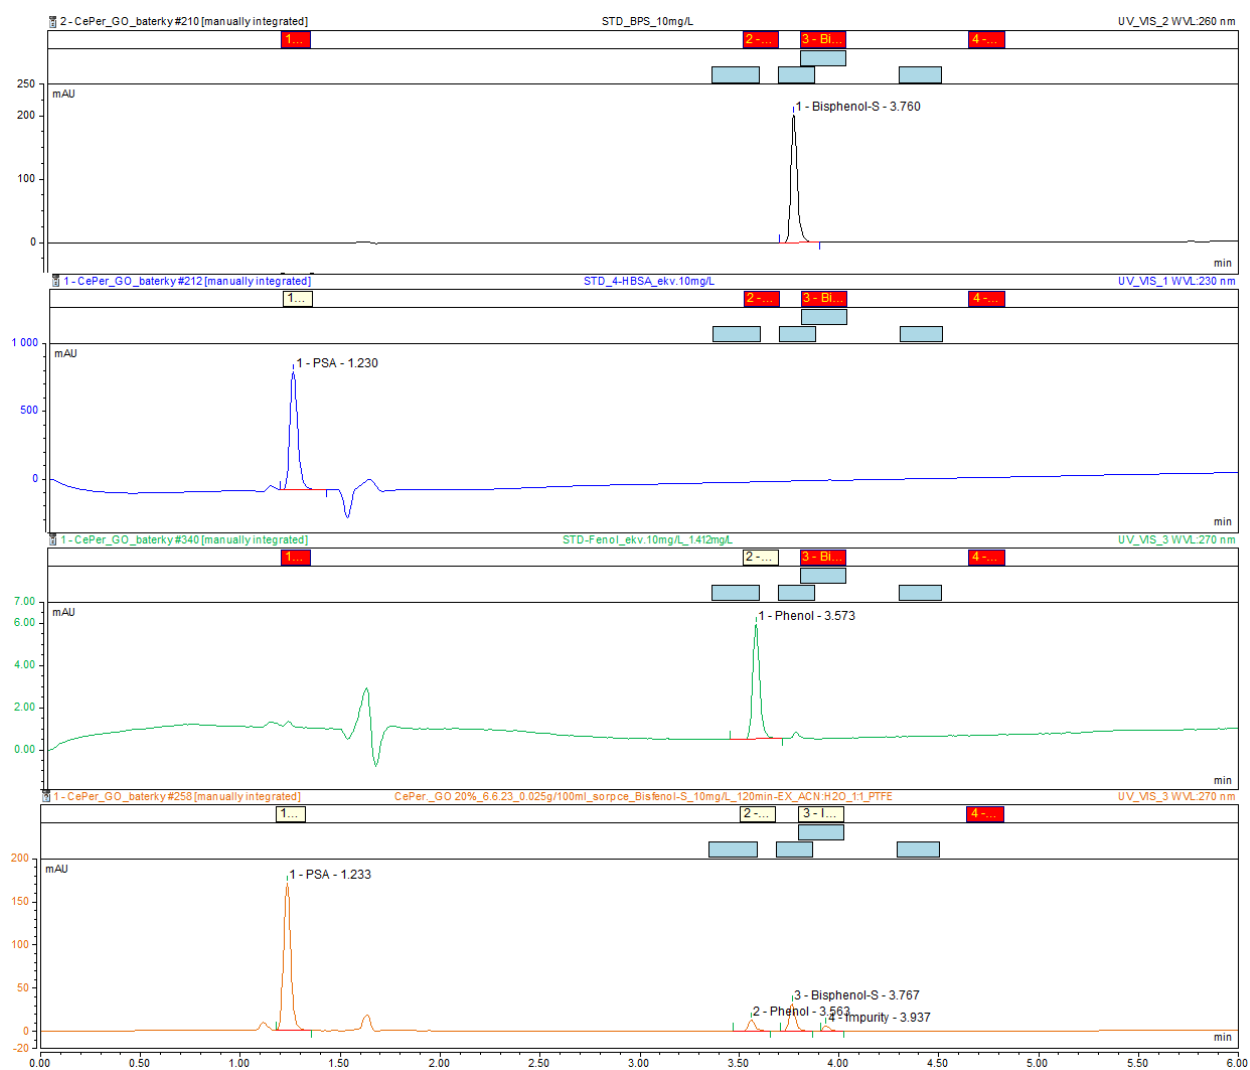 2 - CePer_GO_baterky #210 [manually integrated] STD_BPS_10mg/L UV_VIS_2 WVL:260 nm
1... 2 -... 3 - Bi... 4 -...
250
mAU
200
1 - Bisphenol-S - 3.760
100
0
min
1 - CePer_GO_baterky #212 [manually integrated] STD_4-HBSA_ekv.10mg/L UV_VIS_1 WVL:230 nm
1... 2 -... 3 - Bi... 4 -...
1 000
mAU
1 - PSA - 1.230
500
0
min
1 - CePer_GO_baterky #340 [manually integrated] STD-Fenol_ekv.10mg/L_1.412mg/L UV_VIS_3 WVL:270 nm
1... 2 -... 3 - Bi... 4 -...
7.00
mAU
6.00
1 - Phenol - 3.573
4.00
2.00
0.00
min
1 - CePer_GO_baterky #258 [manually integrated] CePer._GO 20%_6.6.23_0.025g/100ml_sorpce_Bisfenol-S_10mg/L_120min-EX_ACN:H2O_1:1_PTFE UV_VIS_3 WVL:270 nm
1... 2 -... 3 - I... 4 -...
200
mAU
1 - PSA - 1.233
150
100
50
3 - Bisphenol-S - 3.767
2 - Phenol - 3.563
4 - Impurity - 3.937
0
min
-20
0.00 0.50 1.00 1.50 2.00 2.50 3.00 3.50 4.00 4.50 5.00 5.50 6.00